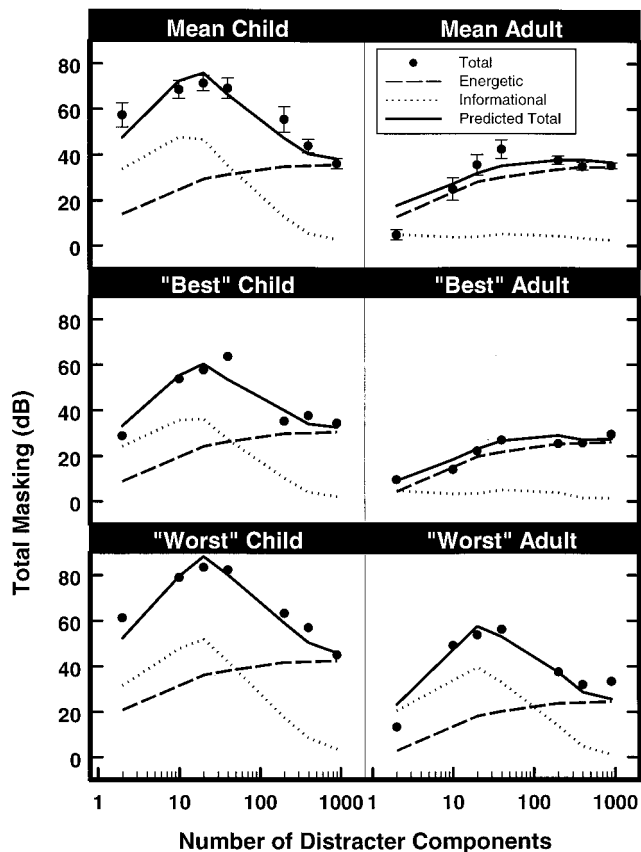 Mean Child Mean Adult
80
60
40
20
0
Total
Energetic
Informational
Predicted Total
"Best" Child "Best" Adult
80
60
40
20
0
"Worst" Child "Worst" Adult
80
60
40
20
0
1 10 100 1000 1 10 100 1000
Total Masking (dB)
Number of Distracter Components